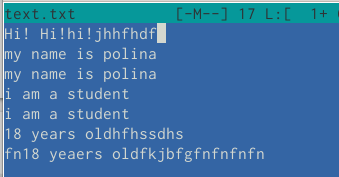 text.txt [-M--] 17 L:[ 1+
Hi! Hi!hi!jhhfhdf
my name is polina
my name is polina
i am a student
i am a student
18 years oldhfhssdhs
fn18 yeaers oldfkjbfgfnfnfnfn